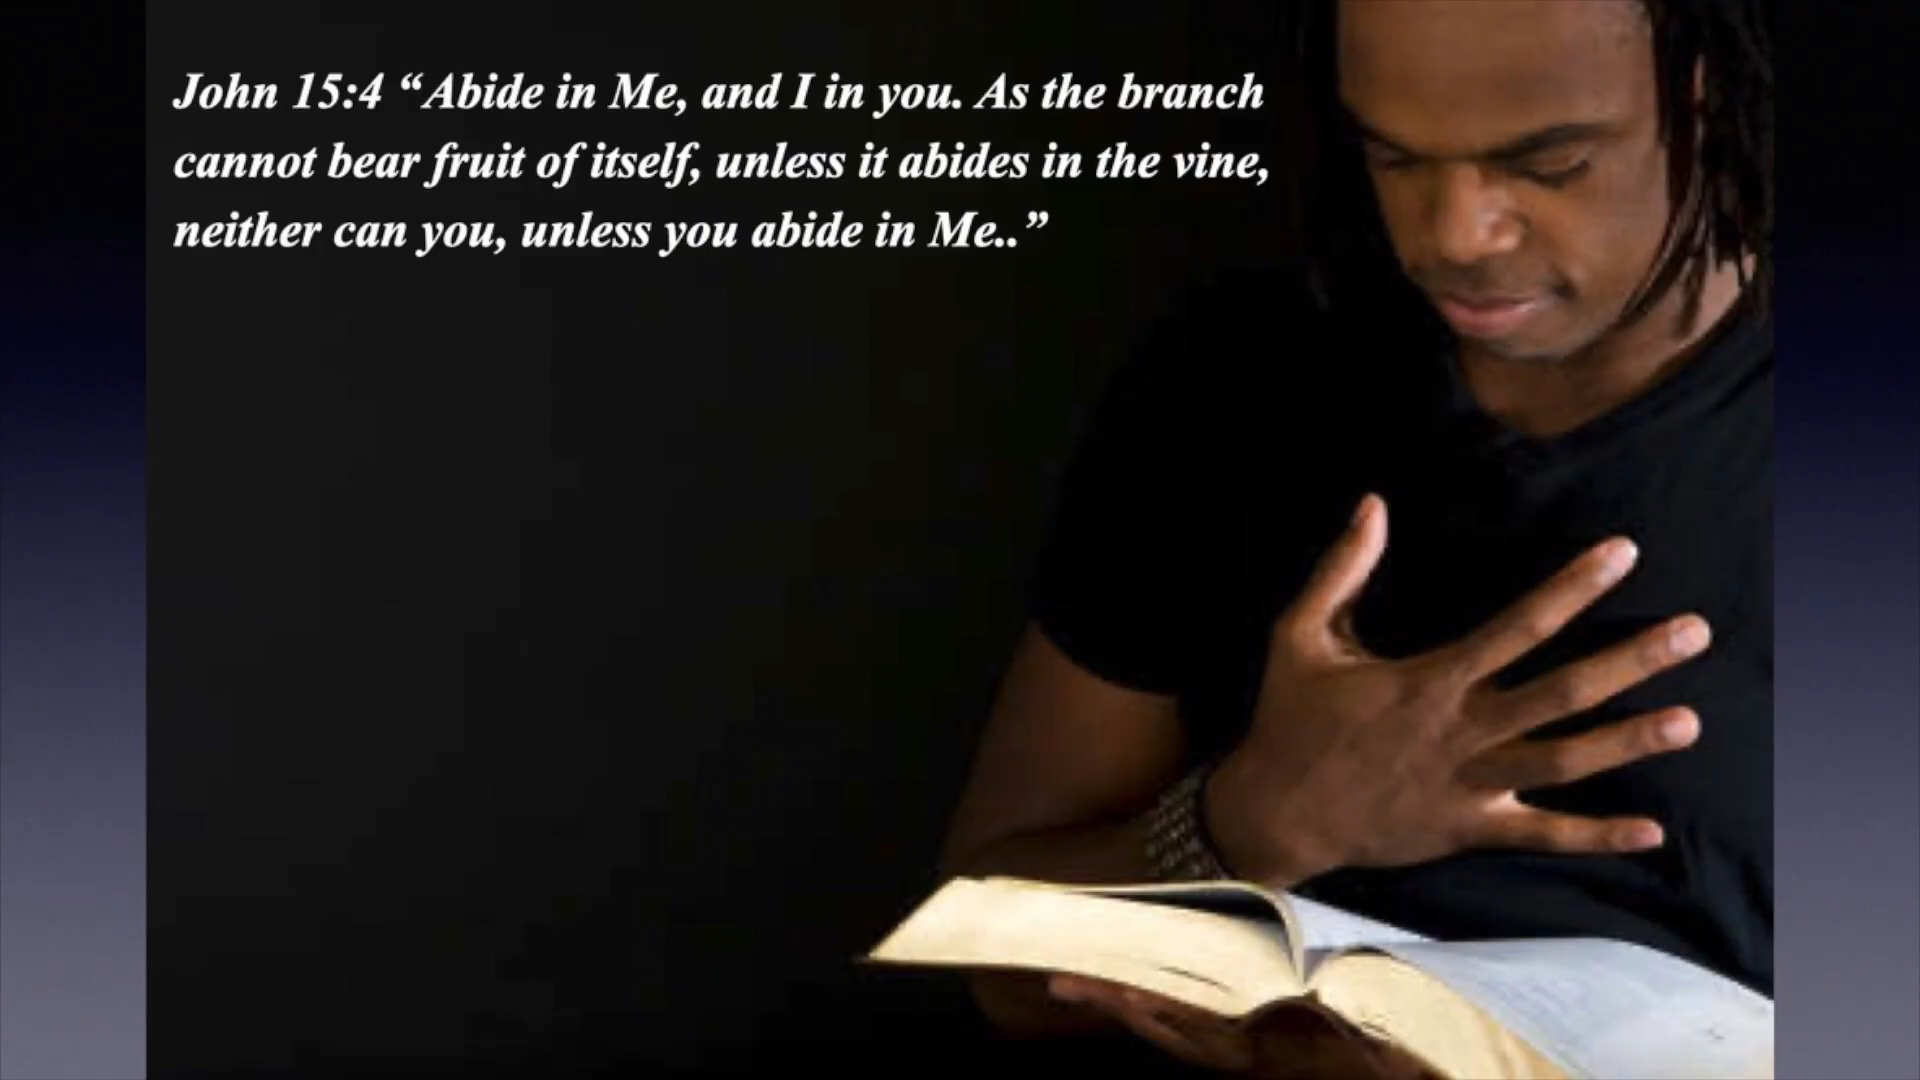 John 15:4 “Abide in Me, and I in you. As the branch
cannot bear fruit of itself, unless it abides in the vine,
neither can you, unless you abide in Me..”